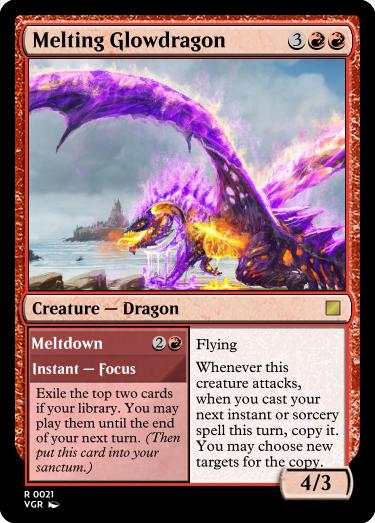 Melting Glowdragon 3
Creature — Dragon
Meltdown 2
Instant — Focus
Exile the top two cards
if your library. You may
play them until the end
of your next turn. (Then
put this card into your
sanctum.)
Flying
Whenever this
creature attacks,
when you cast your
next instant or sorcery
spell this turn, copy it.
You may choose new
targets for the copy.
4/3
R 0021
VGR